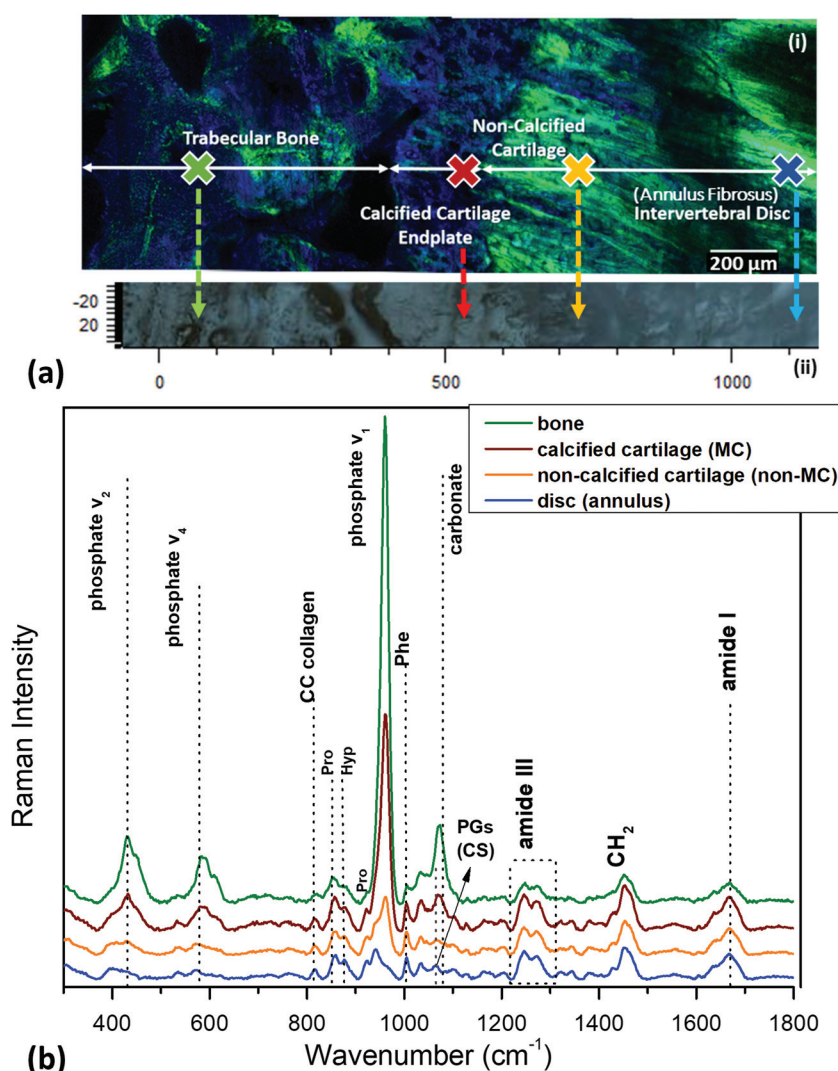 (i)
Trabecular Bone
Non-Calcified
Cartilage
Calcified Cartilage
Endplate
(Annulus Fibrosus)
Intervertebral Disc
200 µm
-20
20
(a)
(ii)
0
500
1000
bone
calcified cartilage (MC)
non-calcified cartilage (non-MC)
disc (annulus)
phosphate ν2
phosphate ν4
CC collagen
Pro
Hyp
phosphate ν1
Pro
Phe
carbonate
PGs
(CS)
amide III
CH2
amide I
Raman Intensity
400
600
800
1000
1200
1400
1600
1800
Wavenumber (cm-1)
(b)